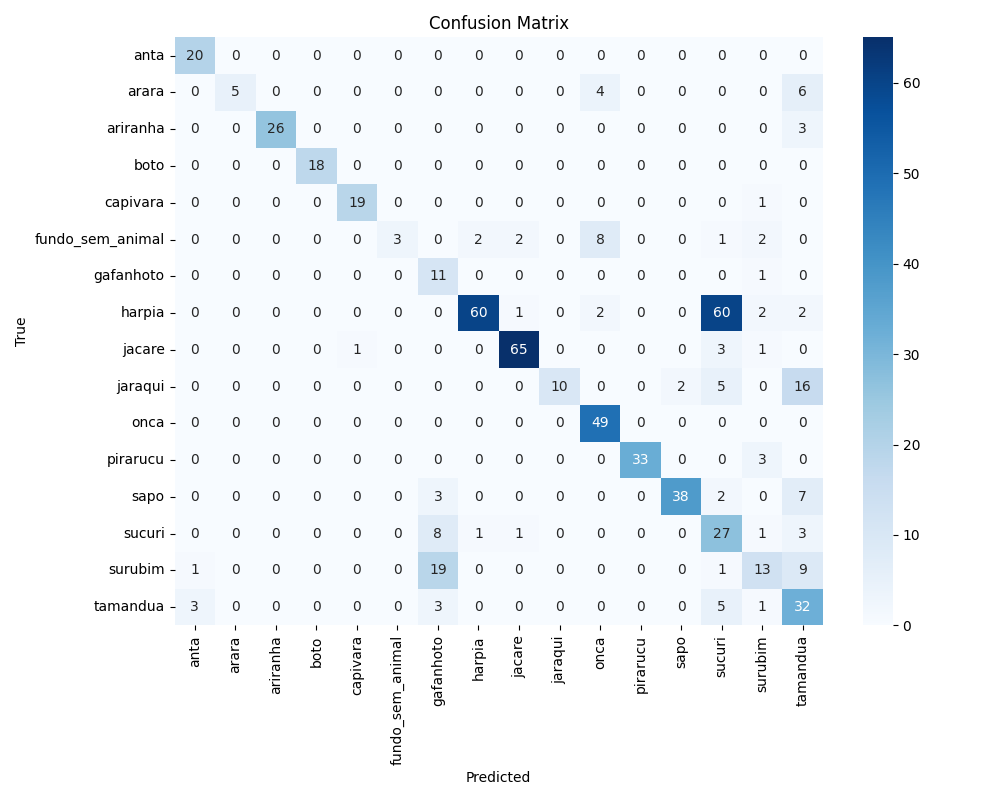 Confusion Matrix
anta 20 0 0 0 0 0 0 0 0 0 0 0 0 0 0 0
arara 0 5 0 0 0 0 0 0 0 0 4 0 0 0 0 6
ariranha 0 0 26 0 0 0 0 0 0 0 0 0 0 0 0 3
boto 0 0 0 18 0 0 0 0 0 0 0 0 0 0 0 0
capivara 0 0 0 0 19 0 0 0 0 0 0 0 0 0 1 0
fundo_sem_animal 0 0 0 0 0 3 0 2 2 0 8 0 0 1 2 0
gafanhoto 0 0 0 0 0 0 11 0 0 0 0 0 0 0 1 0
harpia 0 0 0 0 0 0 0 60 1 0 2 0 0 60 2 2
jacare 0 0 0 0 1 0 0 0 65 0 0 0 0 3 1 0
jaraqui 0 0 0 0 0 0 0 0 0 10 0 0 2 5 0 16
onca 0 0 0 0 0 0 0 0 0 0 49 0 0 0 0 0
pirarucu 0 0 0 0 0 0 0 0 0 0 0 33 0 0 3 0
sapo 0 0 0 0 0 0 3 0 0 0 0 0 38 2 0 7
sucuri 0 0 0 0 0 0 8 1 1 0 0 0 0 27 1 3
surubim 1 0 0 0 0 0 19 0 0 0 0 0 0 1 13 9
tamandua 3 0 0 0 0 0 3 0 0 0 0 0 0 5 1 32
True
anta arara ariranha boto capivara fundo_sem_animal gafanhoto harpia jacare jaraqui onca pirarucu sapo sucuri surubim tamandua
Predicted
60
50
40
30
20
10
0